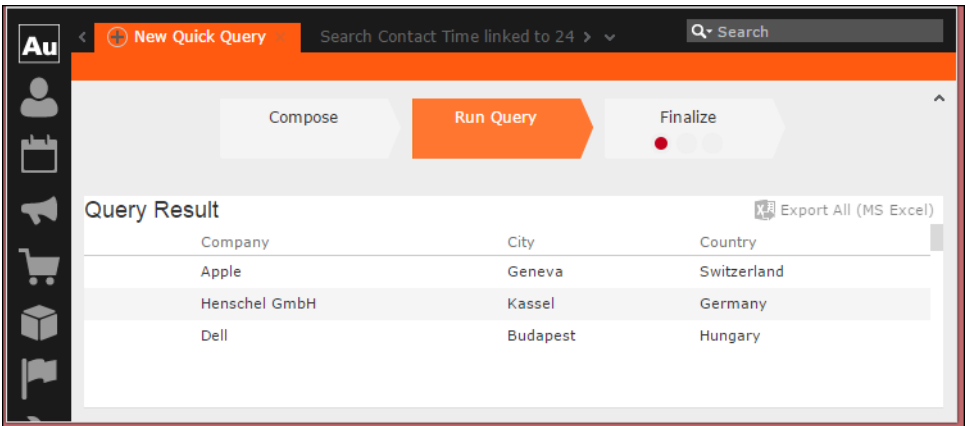 Au
New Quick Query
Search Contact Time linked to 24
Search
Compose
Run Query
Finalize
Query Result
Export All (MS Excel)
Company City Country
Apple Geneva Switzerland
Henschel GmbH Kassel Germany
Dell Budapest Hungary